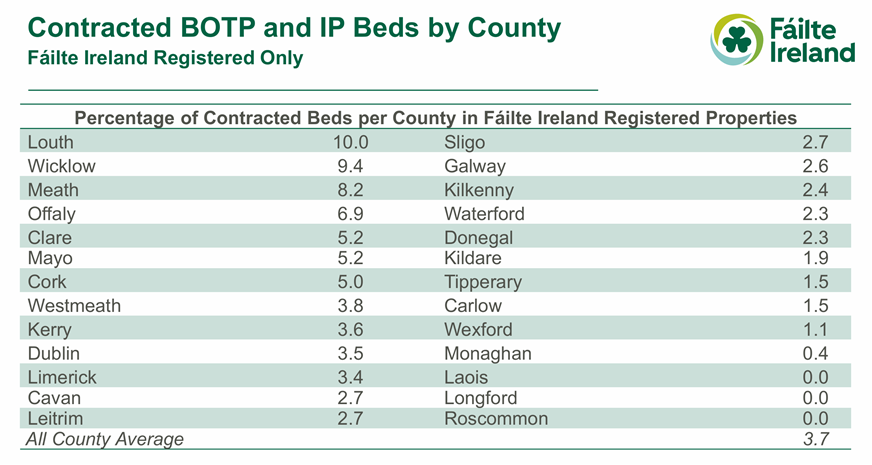 Contracted BOTP and IP Beds by County
Fáilte Ireland Registered Only
Fáilte
Ireland
Percentage of Contracted Beds per County in Fáilte Ireland Registered Properties
Louth 10.0 Sligo 2.7
Wicklow 9.4 Galway 2.6
Meath 8.2 Kilkenny 2.4
Offaly 6.9 Waterford 2.3
Clare 5.2 Donegal 2.3
Mayo 5.2 Kildare 1.9
Cork 5.0 Tipperary 1.5
Westmeath 3.8 Carlow 1.5
Kerry 3.6 Wexford 1.1
Dublin 3.5 Monaghan 0.4
Limerick 3.4 Laois 0.0
Cavan 2.7 Longford 0.0
Leitrim 2.7 Roscommon 0.0
All County Average 3.7